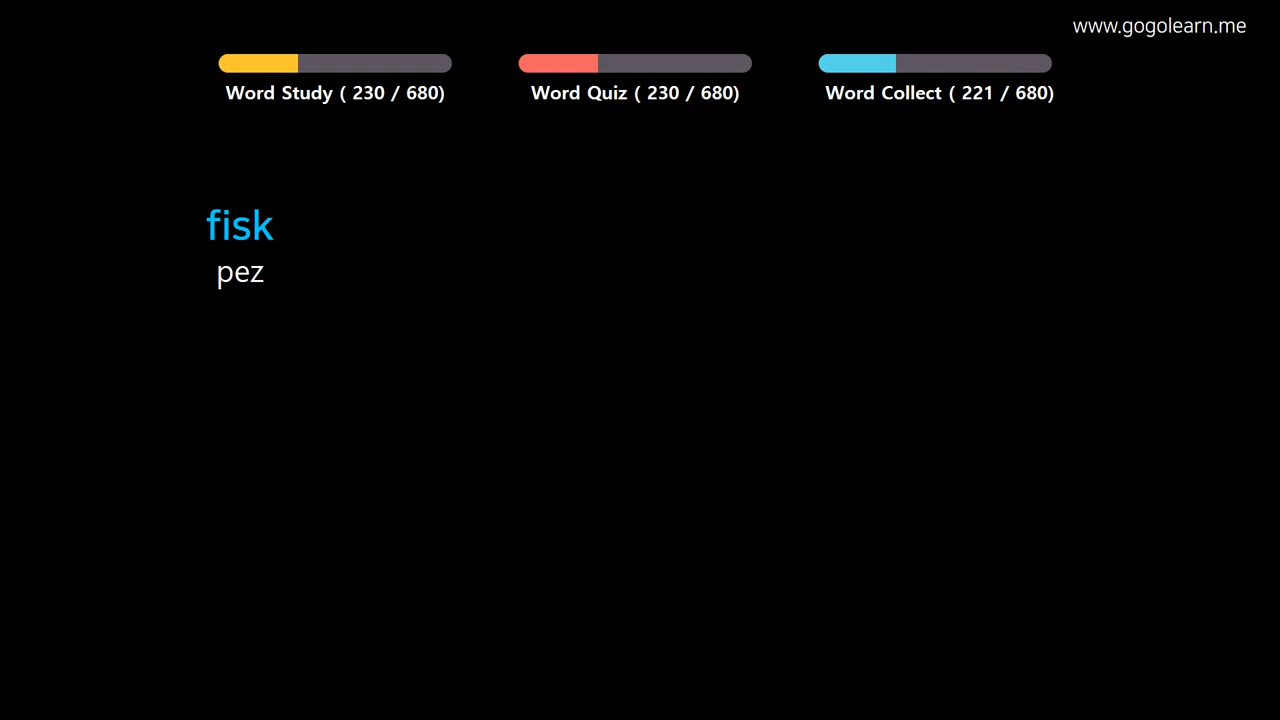 www.gogolearn.me
Word Study ( 230 / 680)
Word Quiz ( 230 / 680)
Word Collect ( 221 / 680)
fisk
pez